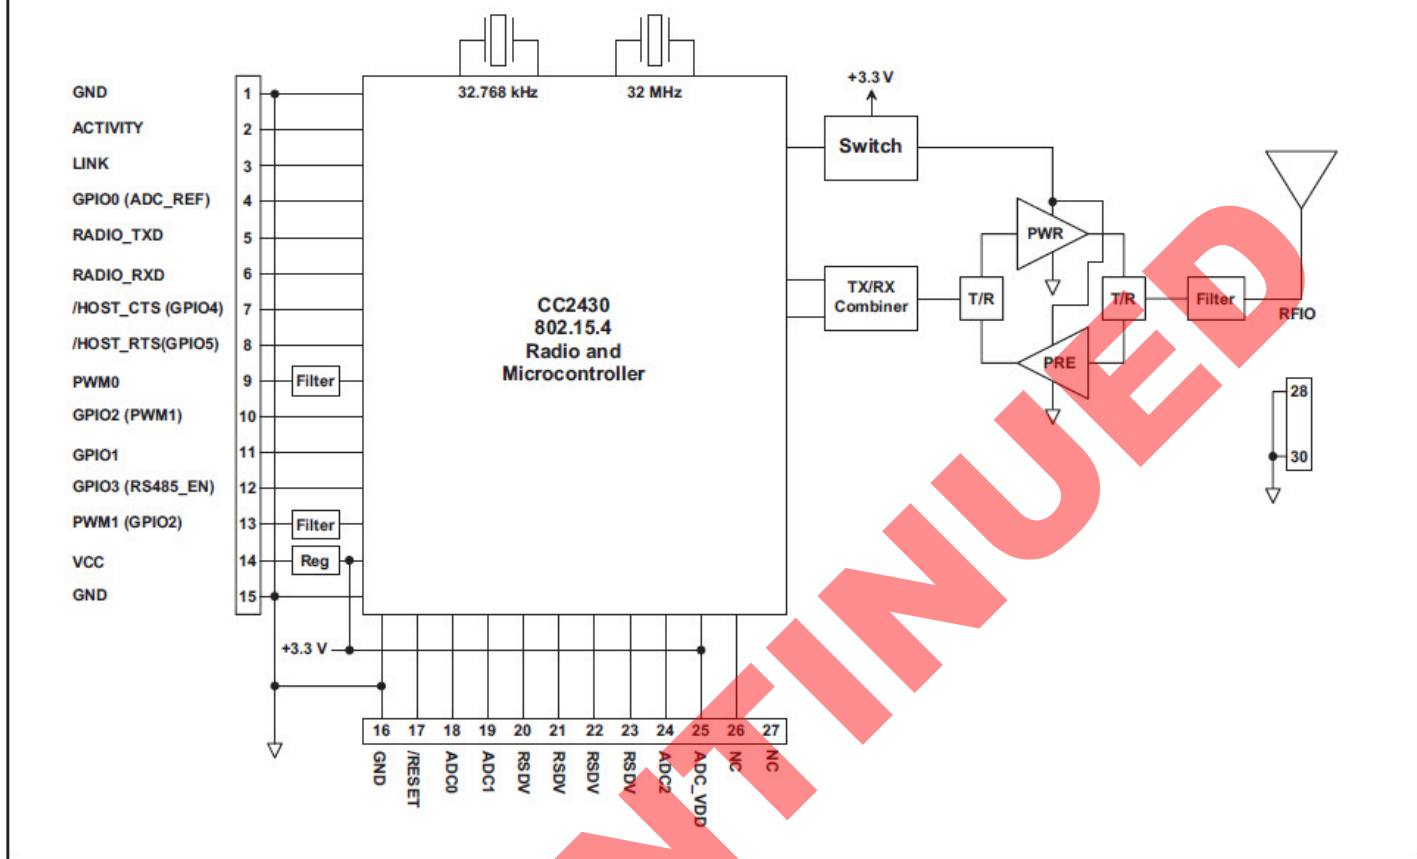 32.768 kHz
32 MHz
GND 1
ACTIVITY 2
LINK 3
GPIO0 (ADC_REF) 4
RADIO_TXD 5
RADIO_RXD 6
/HOST_CTS (GPIO4) 7
/HOST_RTS(GPIO5) 8
PWM0 9 Filter
GPIO2 (PWM1) 10
GPIO1 11
GPIO3 (RS485_EN) 12
PWM1 (GPIO2) 13 Filter
VCC 14 Reg
GND 15
CC2430
802.15.4
Radio and
Microcontroller
+3.3 V
Switch
PWR
TX/RX
Combiner
T/R
T/R
Filter
RFIO
PRE
28
30
+3.3 V
16 17 18 19 20 21 22 23 24 25 26 27
GND
/RESET
ADC0
ADC1
RSDV
RSDV
RSDV
RSDV
ADC2
ADC_VDD
NC
NC
NTINUED